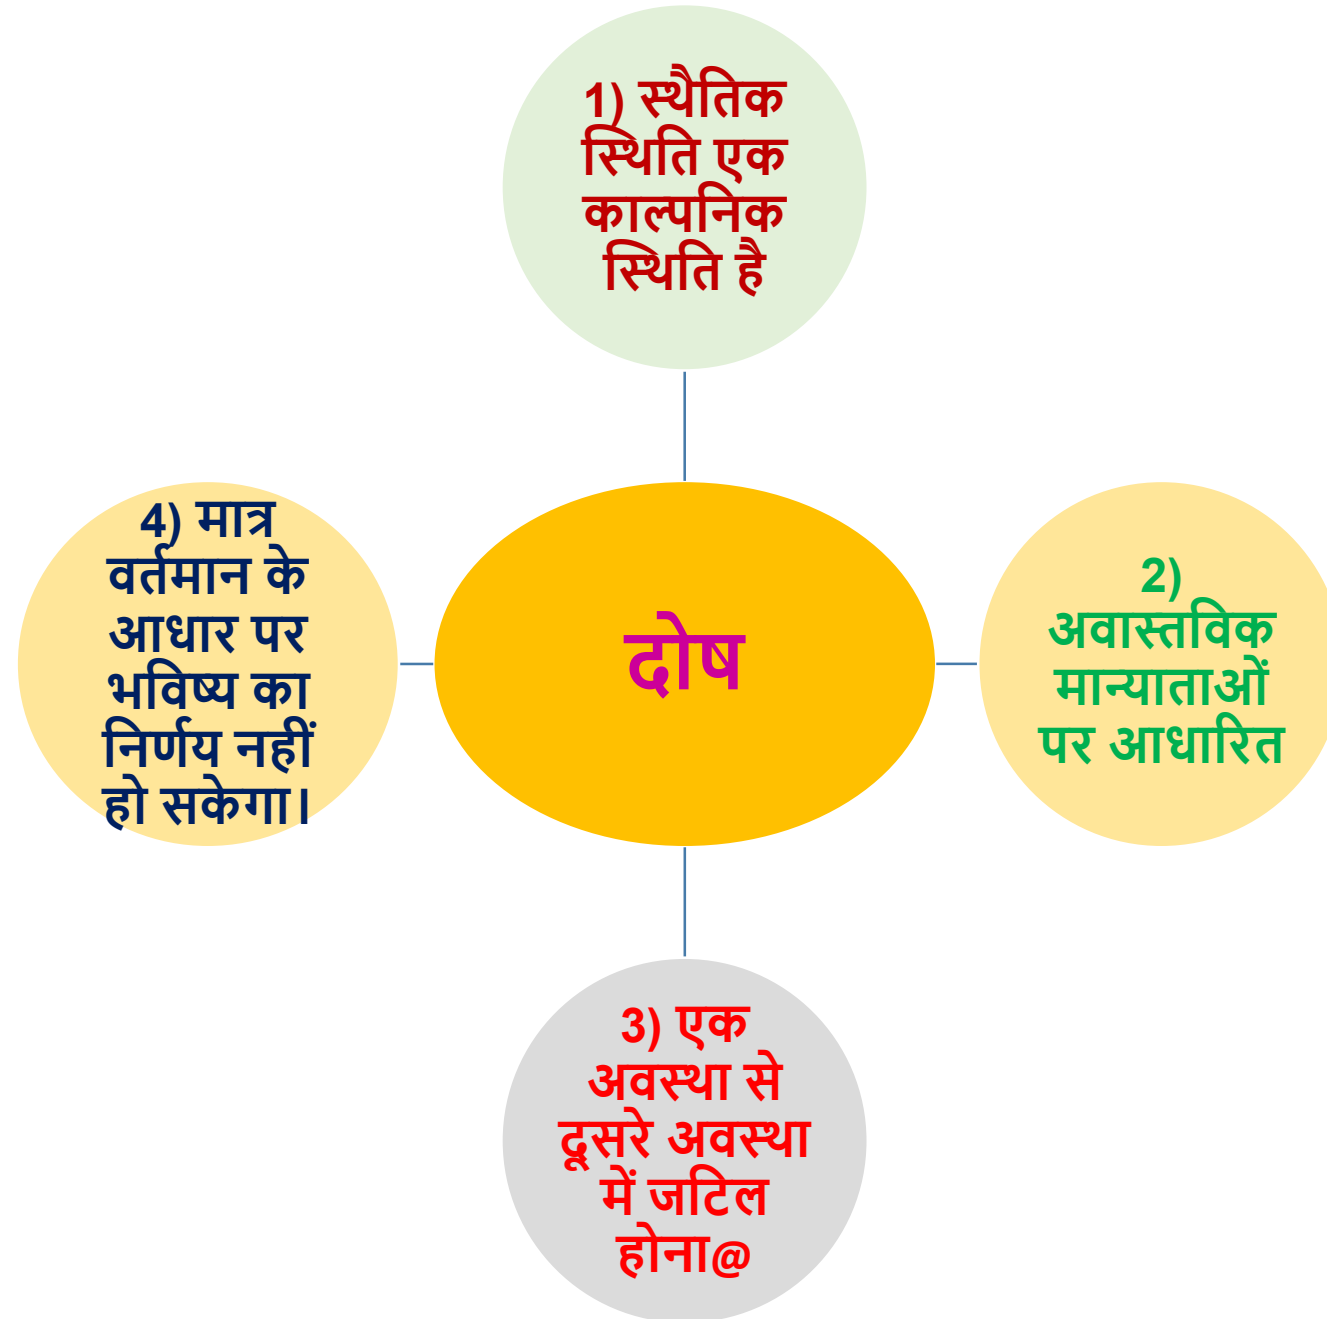 1) स्थैतिक
स्थिति एक
काल्पनिक
स्थिति है
4) मात्र
वर्तमान के
आधार पर
भविष्य का
निर्णय नहीं
हो सकेगा।
दोष
2)
अवास्तविक
मान्याताओं
पर आधारित
3) एक
अवस्था से
दूसरे अवस्था
में जटिल
होना@